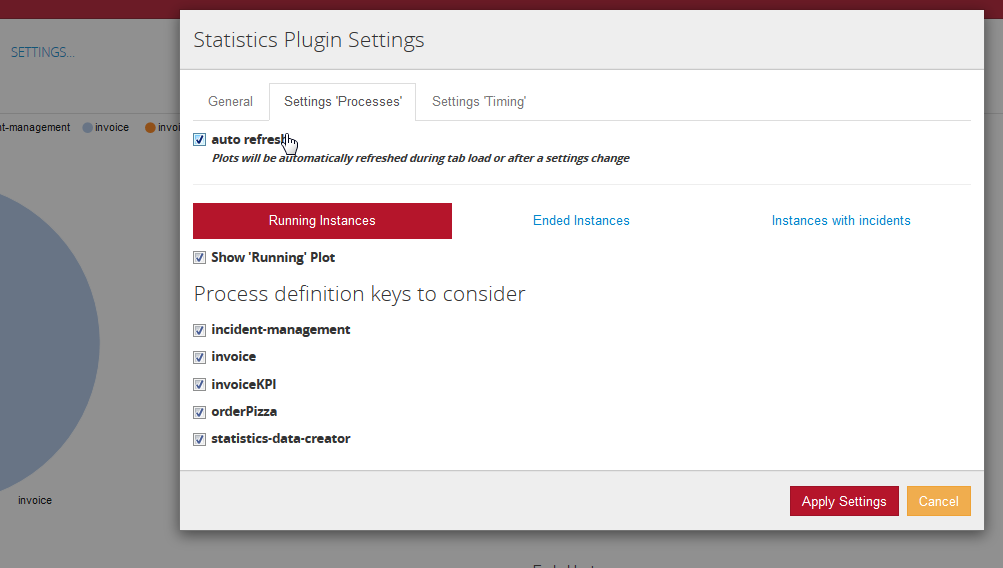 Statistics Plugin Settings
SETTINGS...
General Settings 'Processes' Settings 'Timing'
nt-management invoice invoi
auto refresh
Plots will be automatically refreshed during tab load or after a settings change
Running Instances Ended Instances Instances with incidents
Show 'Running' Plot
Process definition keys to consider
incident-management
invoice
invoiceKPI
orderPizza
statistics-data-creator
invoice
Apply Settings Cancel